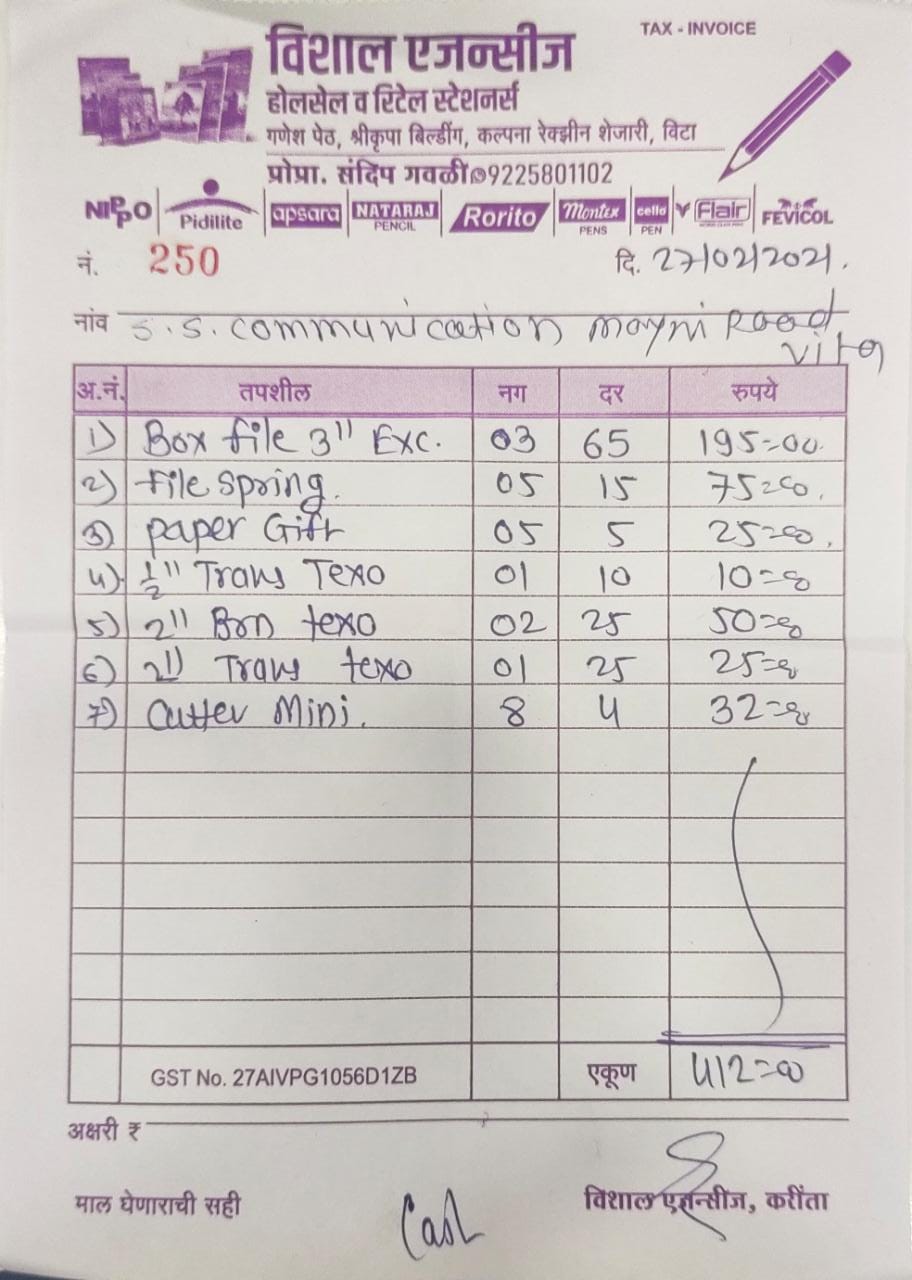 TAX - INVOICE
विशाल एजन्सीज
होलसेल व रिटेल स्टेशनर्स
गणेश पेठ, श्रीकृपा बिल्डींग, कल्पना रेक्झीन शेजारी, विटा
प्रोप्रा. संदिप गवळी 9225801102
NIPPO Pidilite apsara NATARAJ PENCIL Rorito Montex PENS cello PEN Flair FEVICOL
नं. 250 दि. 27/02/2021.
नांव S.S. communication mayni Road
vita
अ.नं. तपशील नग दर रुपये
1) Box file 3" Exc. 03 65 195=00
2) file spring. 05 15 75=00
3) paper Gift 05 5 25=00
4) ½" Trans Texo 01 10 10=00
5) 2" Brn texo 02 25 50=00
6) 2" Trans texo 01 25 25=00
7) Cutter Mini. 8 4 32=00
GST No. 27AIVPG1056D1ZB एकूण 412=00
अक्षरी ₹
माल घेणाराची सही Cash विशाल एजन्सीज, करींता